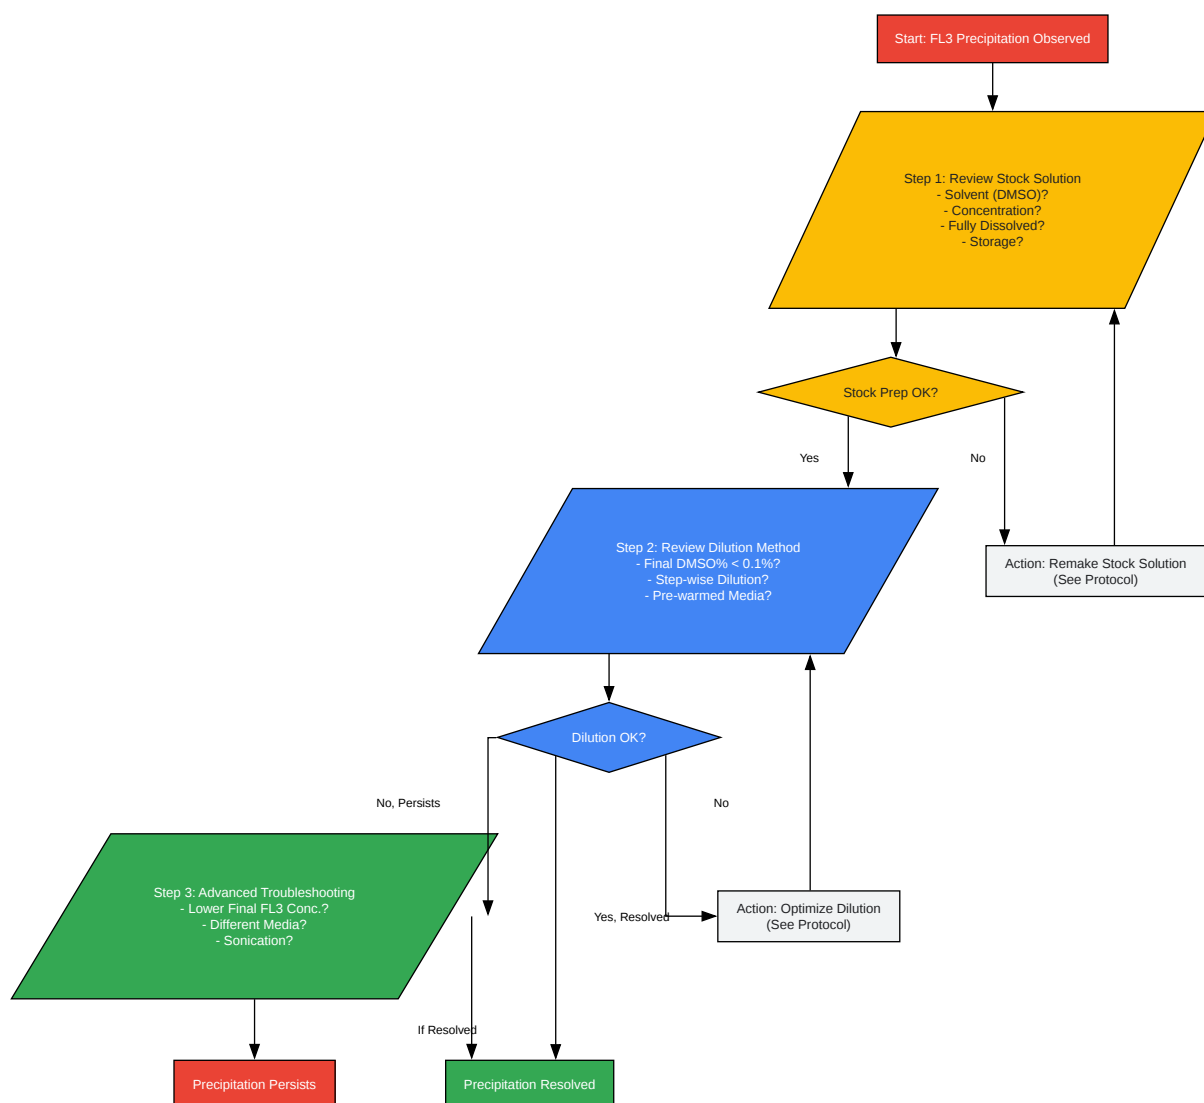 Start: FL3 Precipitation Observed
Step 1: Review Stock Solution
- Solvent (DMSO)?
- Concentration?
- Fully Dissolved?
- Storage?
Stock Prep OK?
Yes
No
Step 2: Review Dilution Method
- Final DMSO% < 0.1%?
- Step-wise Dilution?
- Pre-warmed Media?
Action: Remake Stock Solution
(See Protocol)
Dilution OK?
No, Persists
No
Step 3: Advanced Troubleshooting
- Lower Final FL3 Conc.?
- Different Media?
- Sonication?
Yes, Resolved
Action: Optimize Dilution
(See Protocol)
If Resolved
Precipitation Persists
Precipitation Resolved